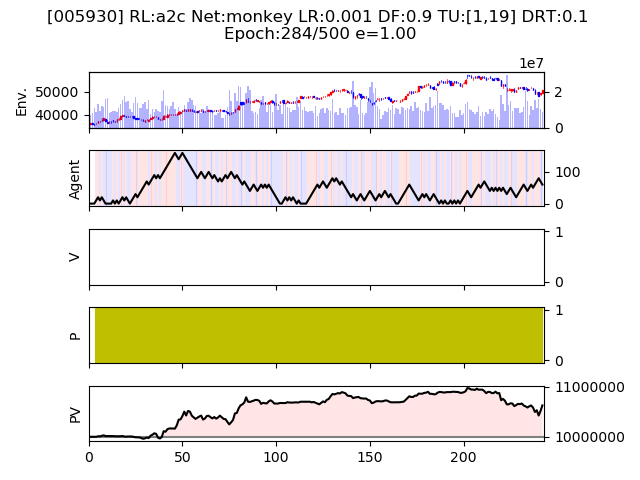 [005930] RL:a2c Net:monkey LR:0.001 DF:0.9 TU:[1,19] DRT:0.1
Epoch:284/500 e=1.00
1e7
Env.
50000
40000
2
0
Agent
100
0
V
1
0
P
1
0
PV
11000000
10000000
0 50 100 150 200